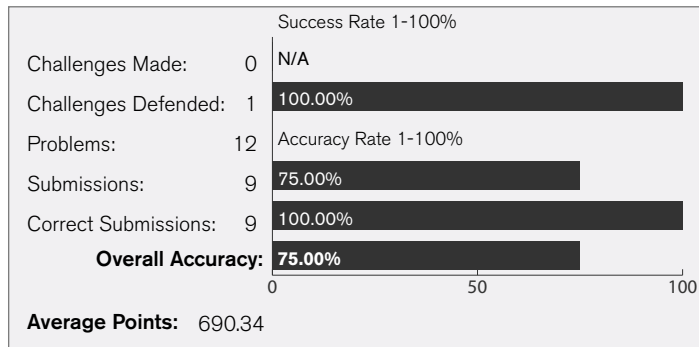 Success Rate 1-100%
Challenges Made: 0 N/A
Challenges Defended: 1 100.00%
Problems: 12 Accuracy Rate 1-100%
Submissions: 9 75.00%
Correct Submissions: 9 100.00%
Overall Accuracy: 75.00%
0 50 100
Average Points: 690.34